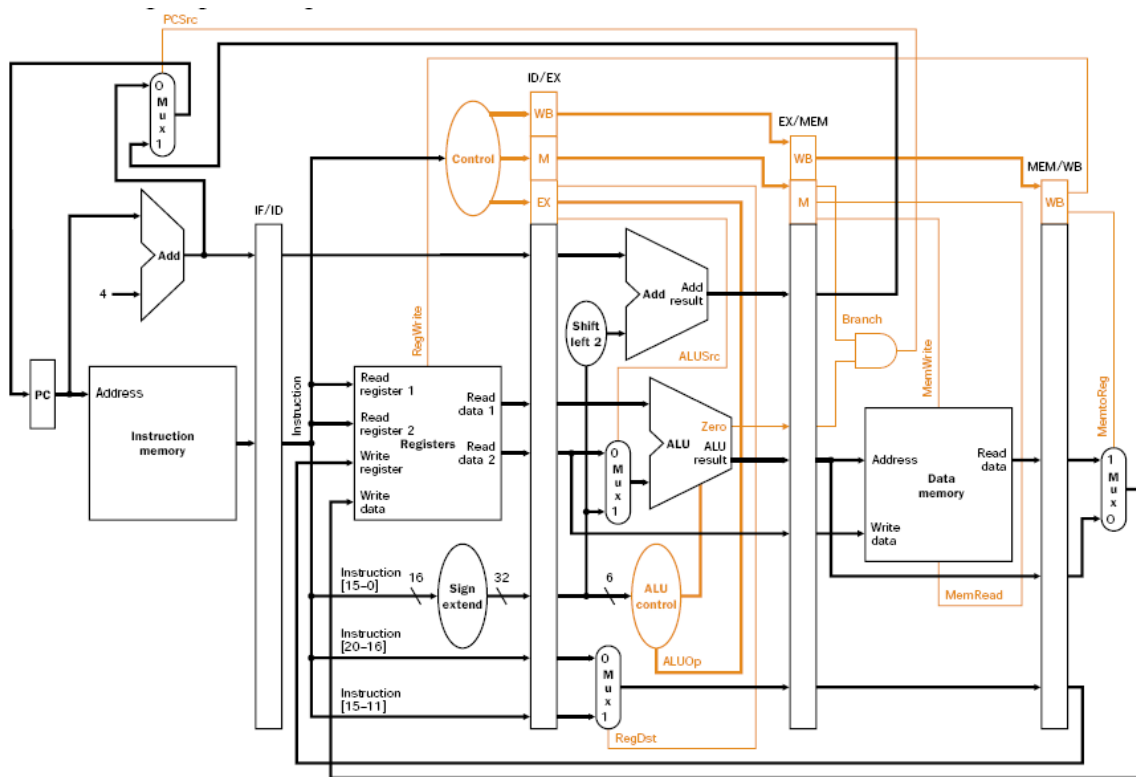 PCSrc
ID/EX
0
M
u
x
1
WB
EX/MEM
Control
M
WB
MEM/WB
EX
M
WB
IF/ID
Add
4
Add
Add
result
Shift
left 2
Branch
RegWrite
ALUSrc
MemWrite
MemtoReg
PC
Address
Instruction
memory
Instruction
Read
register 1
Read
register 2
Write
register
Write
data
Registers
Read
data 1
Read
data 2
0
M
u
x
1
Zero
ALU
ALU
result
Address
Read
data
Data
memory
Write
data
1
M
u
x
0
Instruction
[15–0]
16
Sign
extend
32
6
ALU
control
MemRead
Instruction
[20–16]
ALUOp
0
M
u
x
1
Instruction
[15–11]
RegDst